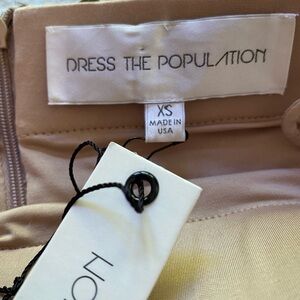 DRESS THE POPULATION
XS
MADE IN
USA